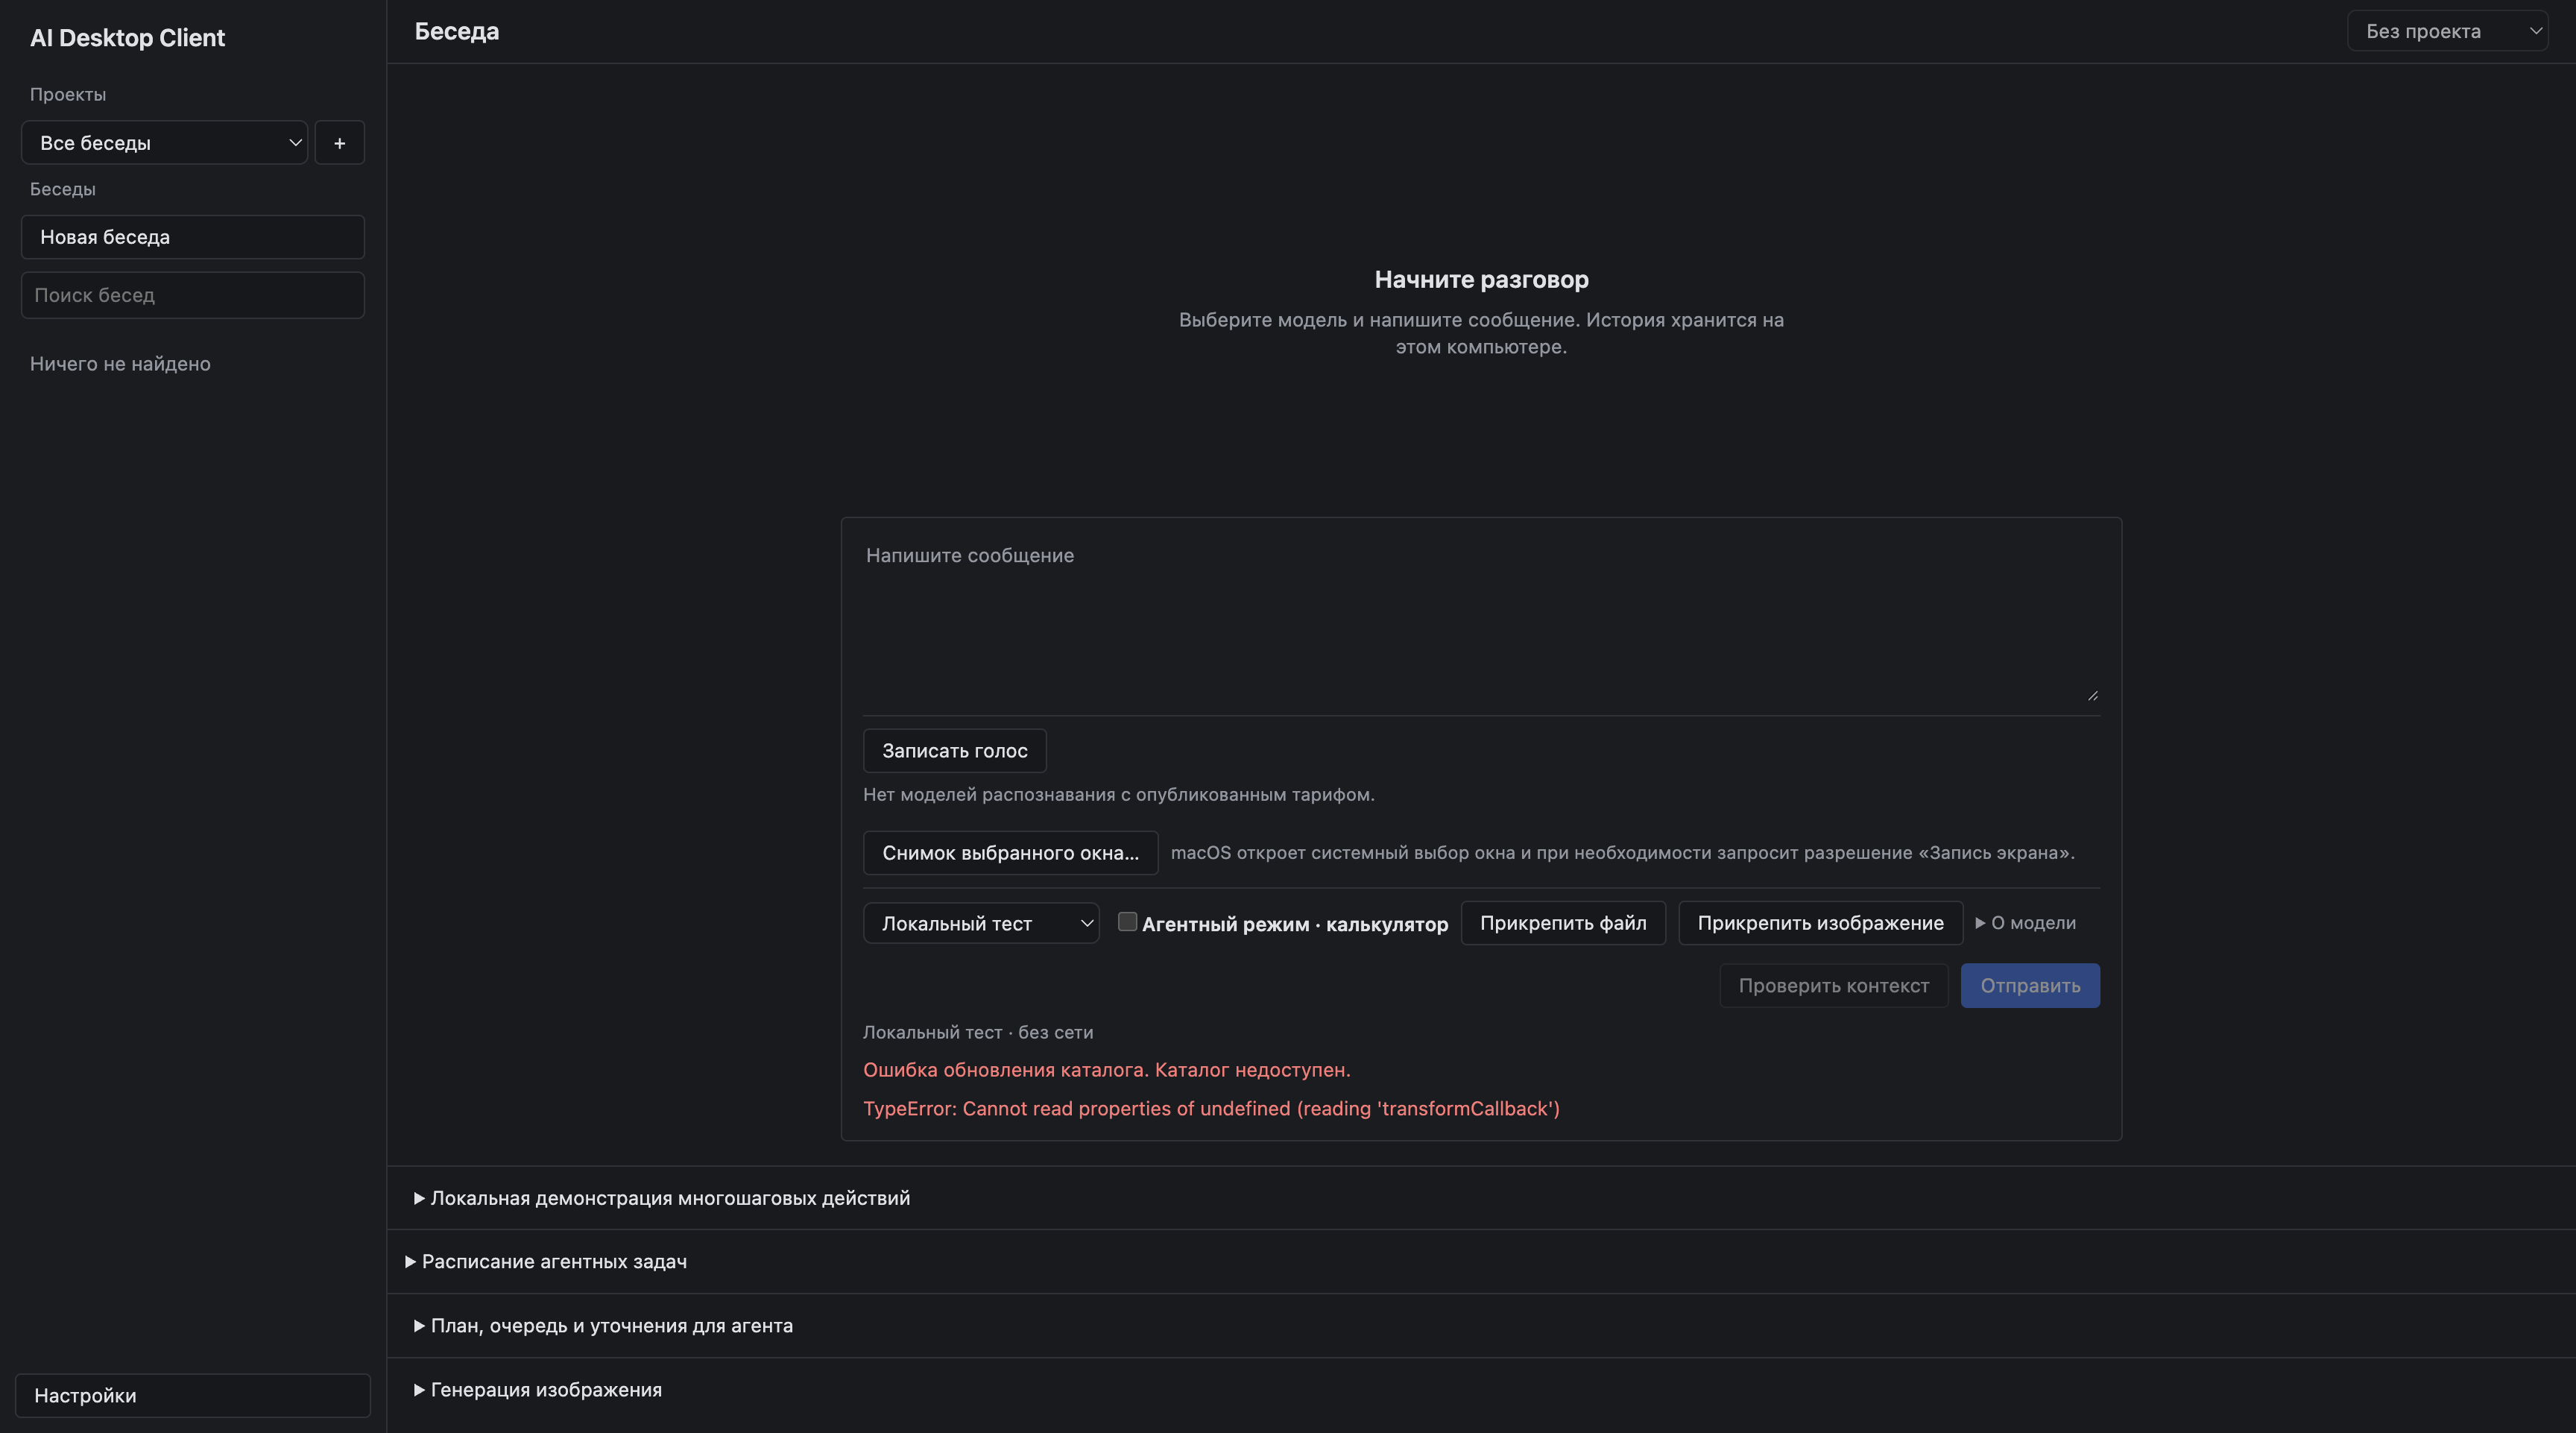 AI Desktop Client
Проекты
Все беседы
+
Беседы
Новая беседа
Поиск бесед
Ничего не найдено
Настройки
Беседа
Без проекта
Начните разговор
Выберите модель и напишите сообщение. История хранится на
этом компьютере.
Напишите сообщение
Записать голос
Нет моделей распознавания с опубликованным тарифом.
Снимок выбранного окна...
macOS откроет системный выбор окна и при необходимости запросит разрешение «Запись экрана».
Локальный тест
Агентный режим · калькулятор
Прикрепить файл
Прикрепить изображение
О модели
Проверить контекст
Отправить
Локальный тест · без сети
Ошибка обновления каталога. Каталог недоступен.
TypeError: Cannot read properties of undefined (reading 'transformCallback')
Локальная демонстрация многошаговых действий
Расписание агентных задач
План, очередь и уточнения для агента
Генерация изображения